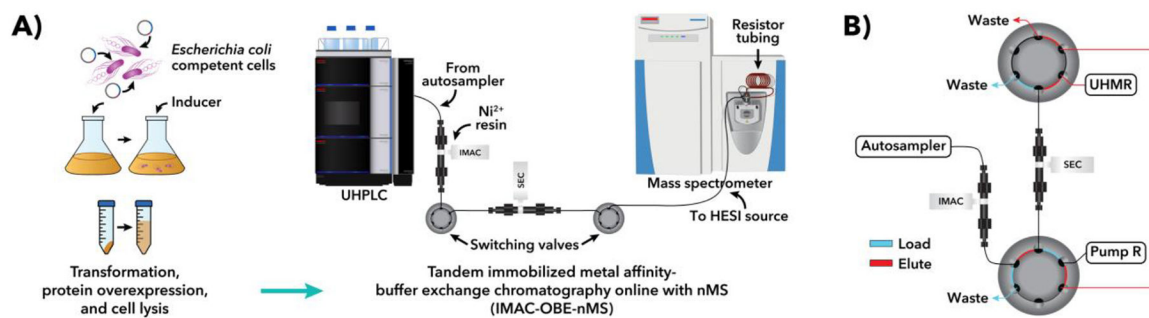 A)
Escherichia coli
competent cells
Inducer
Transformation,
protein overexpression,
and cell lysis
From
autosampler
Ni2+
resin
IMAC
UHPLC
SEC
Switching valves
Resistor
tubing
Mass spectrometer
To HESI source
Tandem immobilized metal affinity-
buffer exchange chromatography online with nMS
(IMAC-OBE-nMS)
B)
Waste
Waste
UHMR
Autosampler
SEC
IMAC
Load
Elute
Pump R
Waste